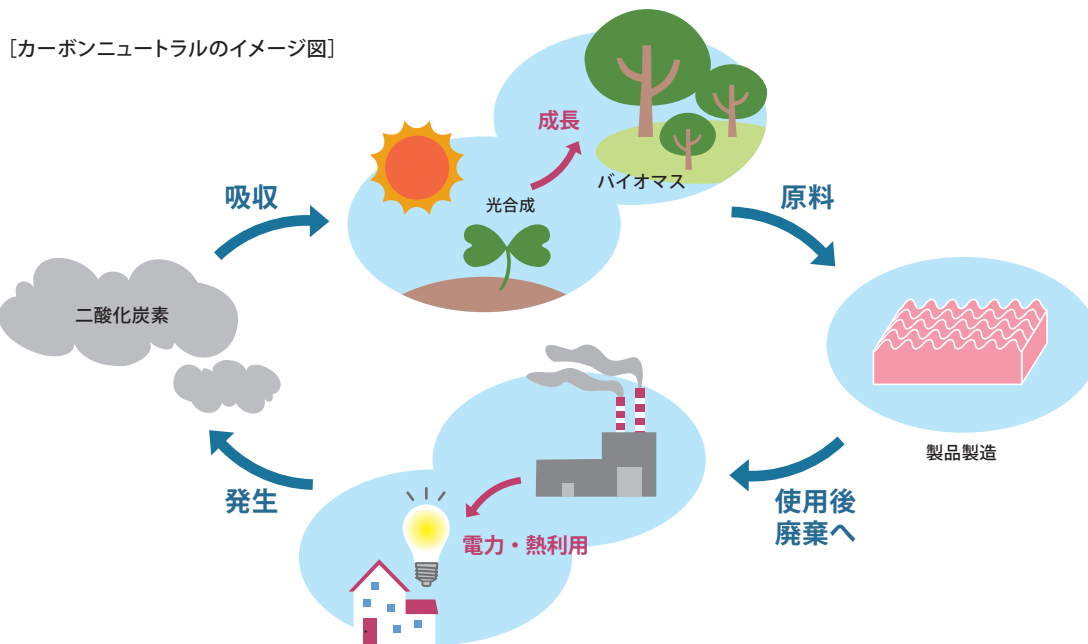 [カーボンニュートラルのイメージ図]
成長
バイオマス
吸収
光合成
原料
二酸化炭素
製品製造
発生
電力・熱利用
使用後
廃棄へ